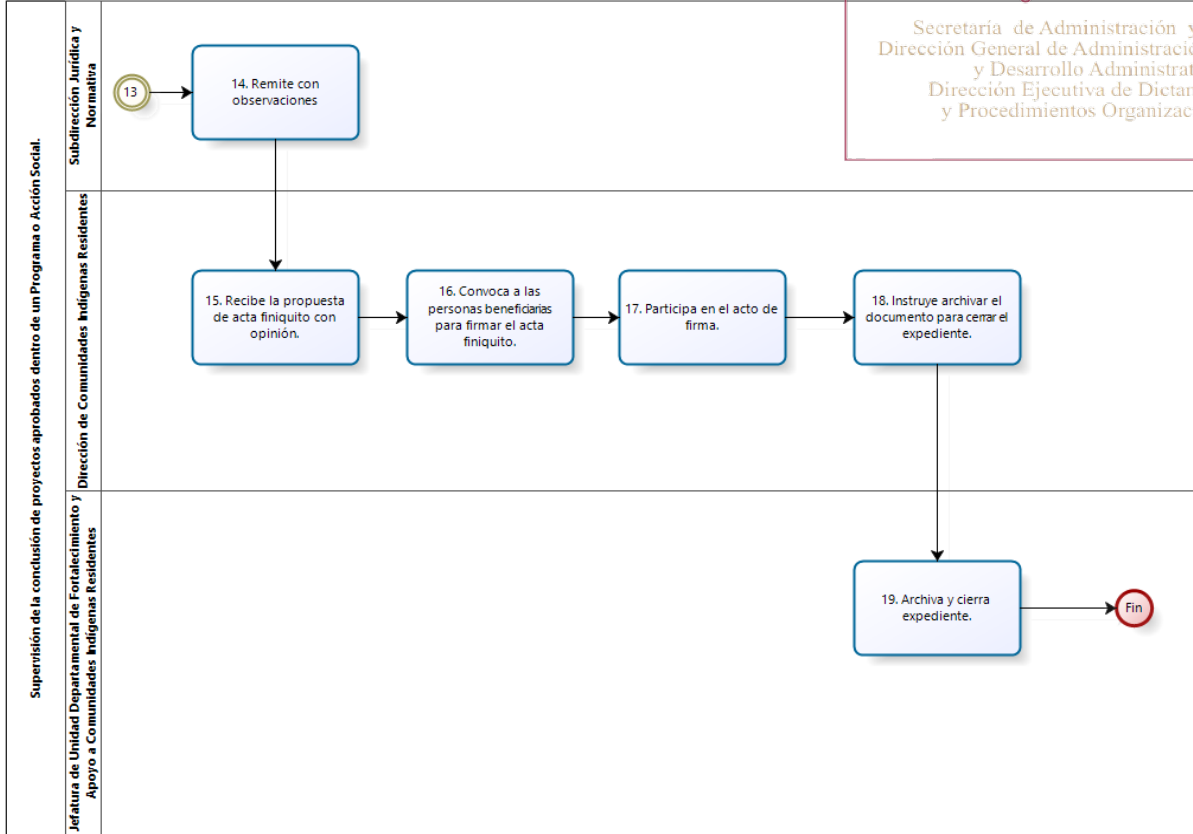 Supervisión de la conclusión de proyectos aprobados dentro de un Programa o Acción Social.
Subdirección Jurídica y
Normativa
13
14. Remite con
observaciones
Secretaría de Administración y
Dirección General de Administració
y Desarrollo Administrat
Dirección Ejecutiva de Dictam
y Procedimientos Organizac
Dirección de Comunidades Indígenas Residentes
15. Recibe la propuesta
de acta finiquito con
opinión.
16. Convoca a las
personas beneficiarias
para firmar el acta
finiquito.
17. Participa en el acto de
firma.
18. Instruye archivar el
documento para cerrar el
expediente.
Jefatura de Unidad Departamental de Fortalecimiento y
Apoyo a Comunidades Indígenas Residentes
19. Archiva y cierra
expediente.
Fin